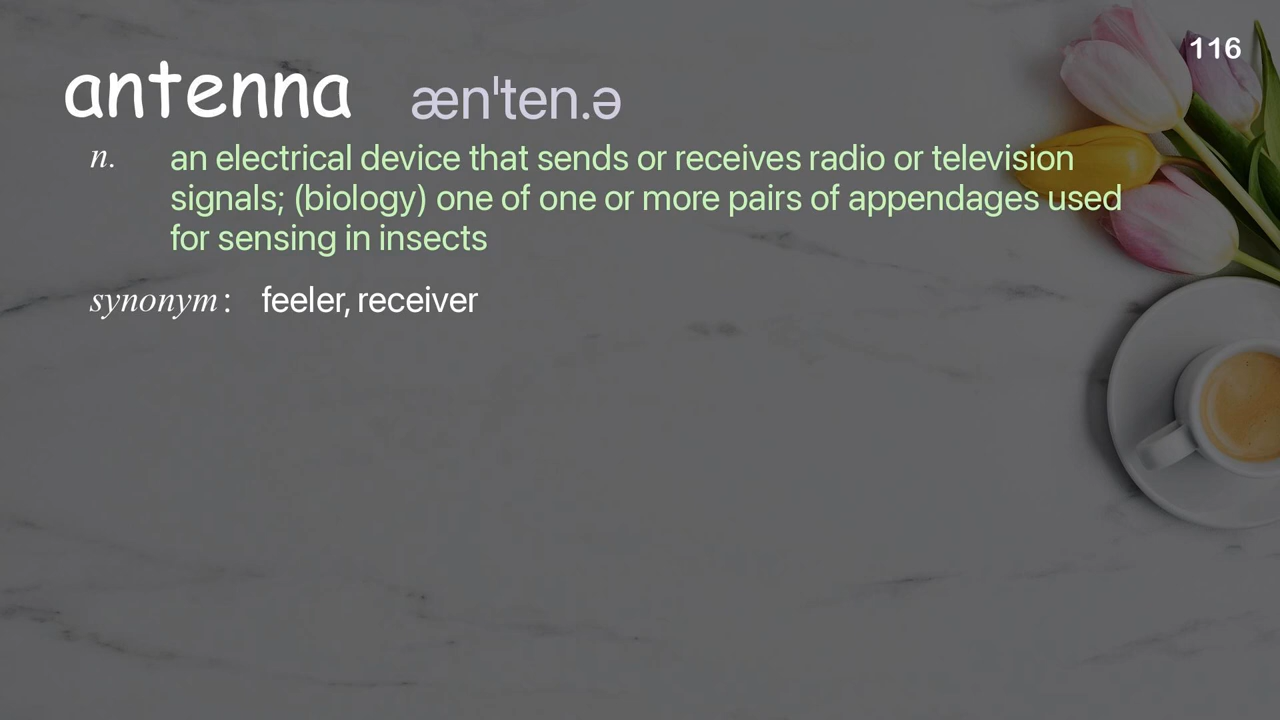 116
antenna æn'ten.ə
n. an electrical device that sends or receives radio or television
signals; (biology) one of one or more pairs of appendages used
for sensing in insects
synonym: feeler, receiver